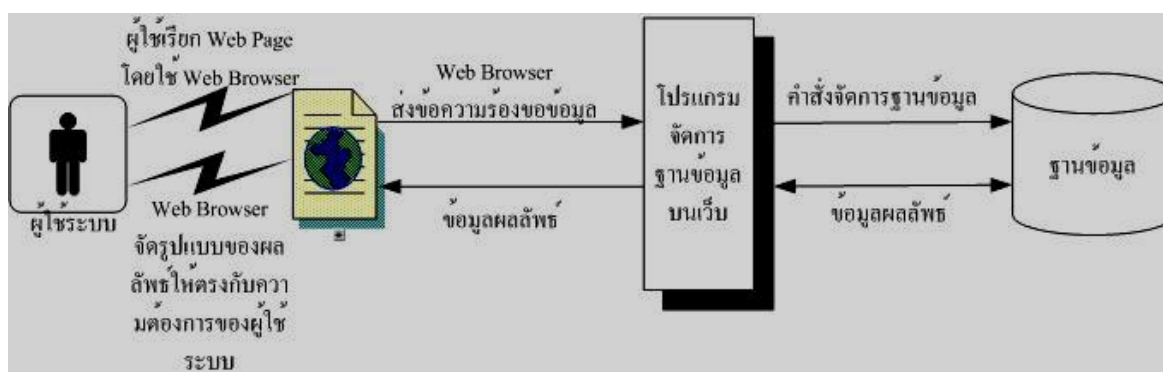 ผู้ใช้เรียก Web Page
โดยใช้ Web Browser
ผู้ใช้ระบบ
Web Browser
จัดรูปแบบของผล
ลัพธ์ให้ตรงกับควา
มต้องการของผู้ใช้
ระบบ
Web Browser
ส่งข้อความร้องขอข้อมูล
ข้อมูลผลลัพธ์
โปรแกรม
จัดการ
ฐานข้อมูล
บนเว็บ
คำสั่งจัดการฐานข้อมูล
ข้อมูลผลลัพธ์
ฐานข้อมูล